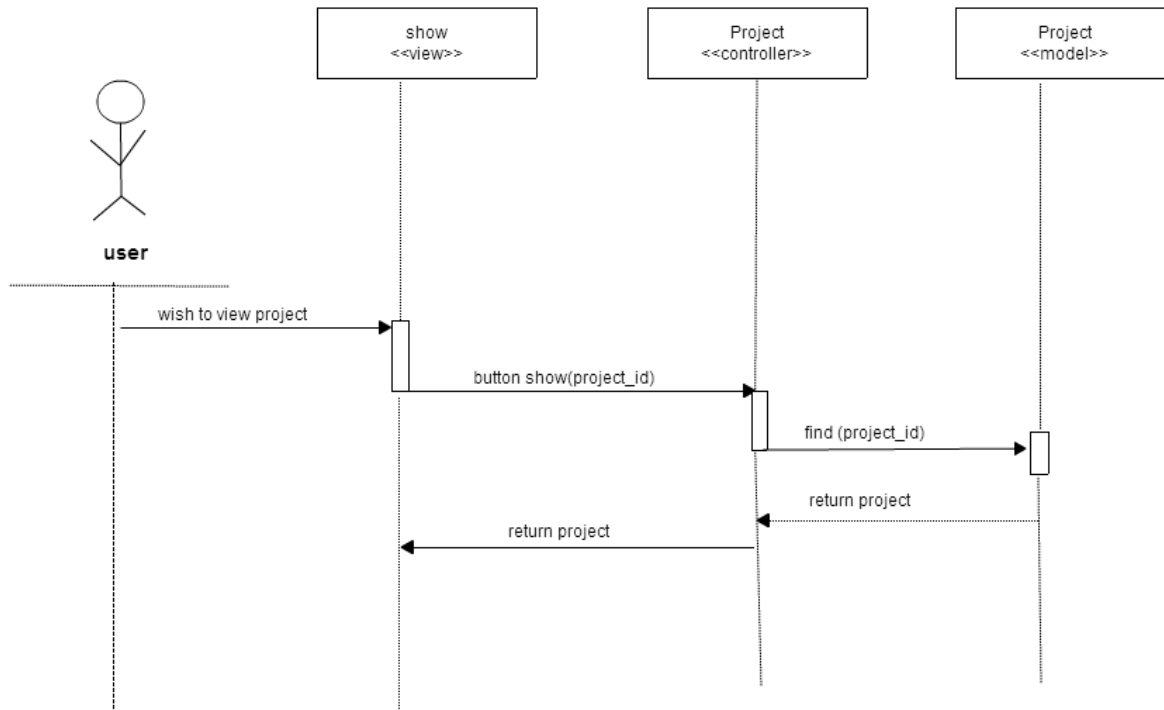 show
<<view>>
Project
<<controller>>
Project
<<model>>
user
wish to view project
button show(project_id)
find (project_id)
return project
return project